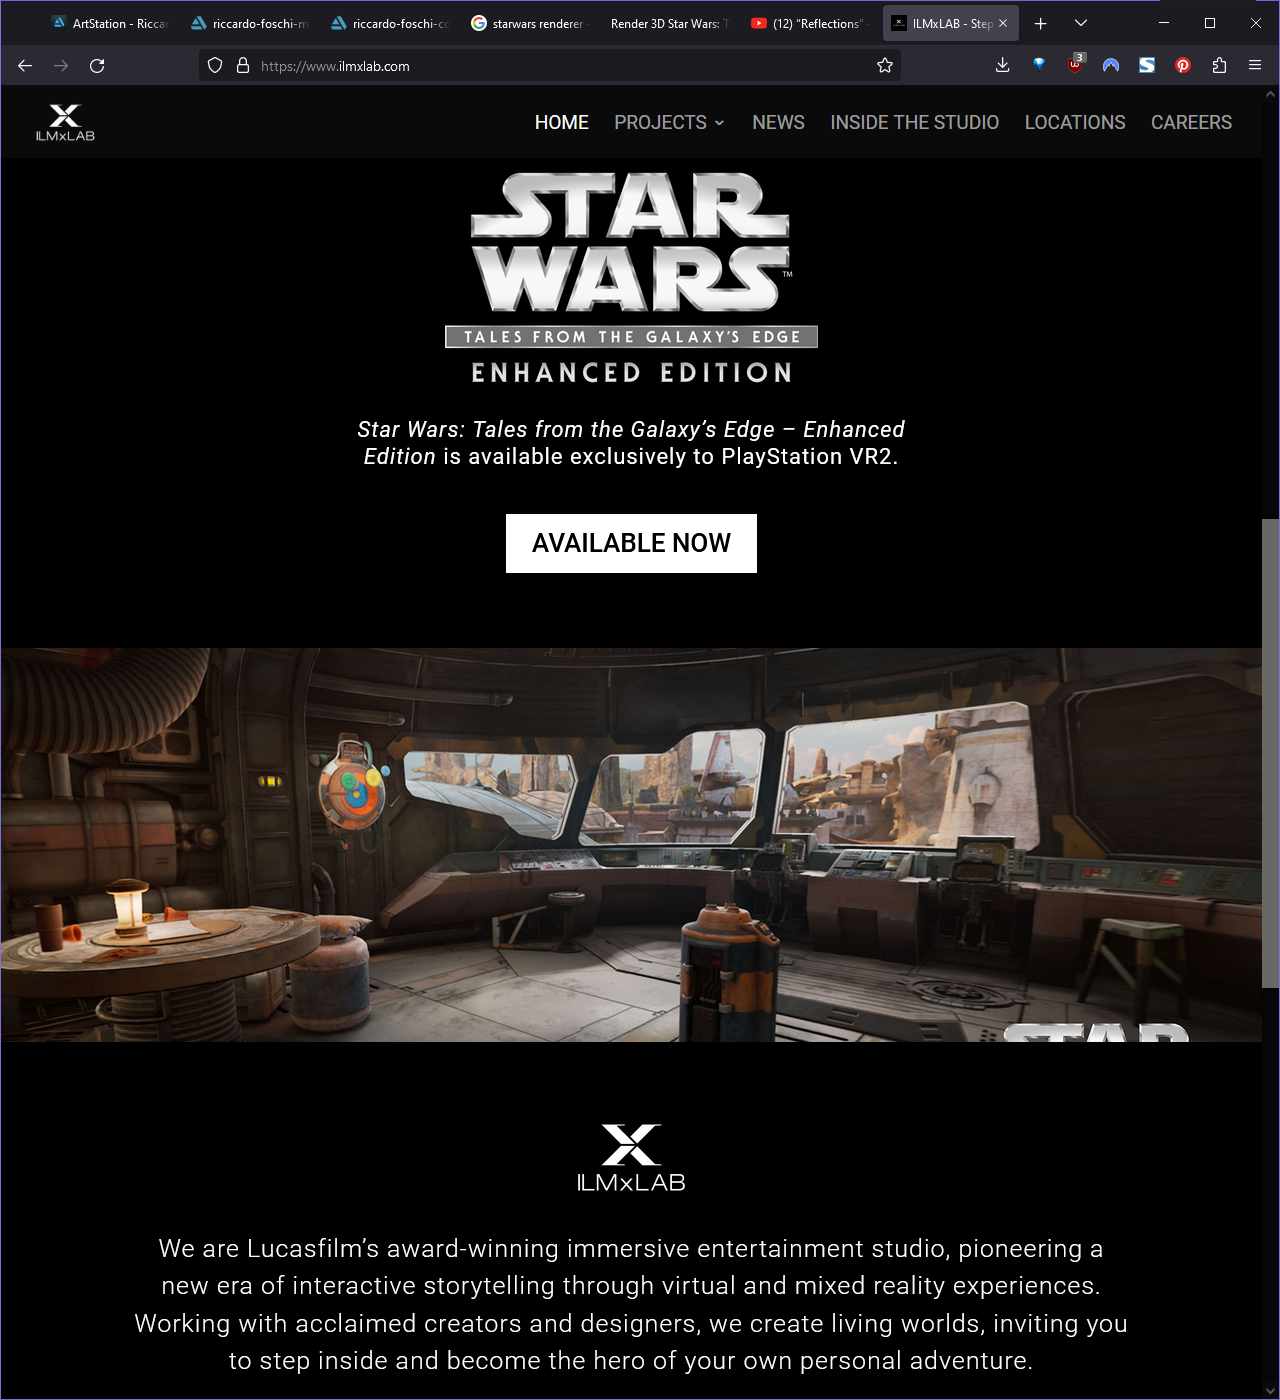 ArtStation - Riccar
riccardo-foschi-m
riccardo-foschi-co
starwars renderer -
Render 3D Star Wars: T
(12) "Reflections" -
ILMxLAB - Step
https://www.ilmxlab.com
3
ILMxLAB
HOME
PROJECTS
NEWS
INSIDE THE STUDIO
LOCATIONS
CAREERS
STAR
WARS™
TALES FROM THE GALAXY'S EDGE
ENHANCED EDITION
Star Wars: Tales from the Galaxy’s Edge – Enhanced
Edition is available exclusively to PlayStation VR2.
AVAILABLE NOW
STAR
ILMxLAB
We are Lucasfilm’s award-winning immersive entertainment studio, pioneering a
new era of interactive storytelling through virtual and mixed reality experiences.
Working with acclaimed creators and designers, we create living worlds, inviting you
to step inside and become the hero of your own personal adventure.